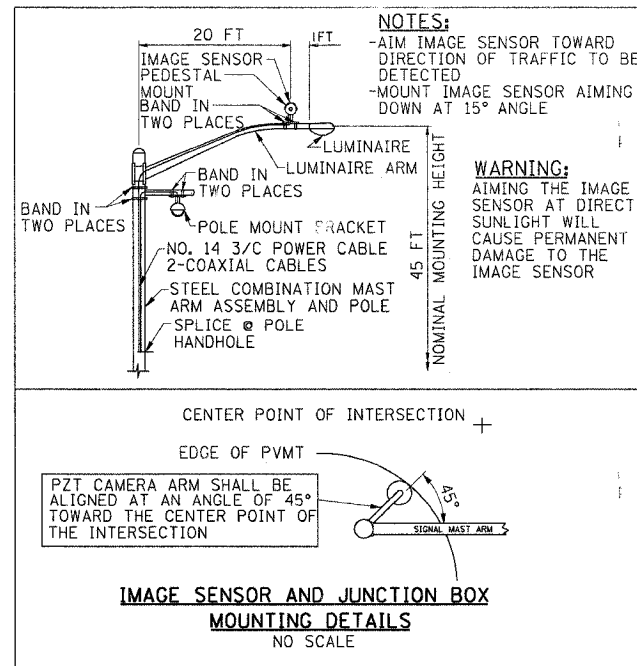 20 FT
1FT
IMAGE SENSOR
PEDESTAL
MOUNT
BAND IN
TWO PLACES
LUMINAIRE
LUMINAIRE ARM
BAND IN
TWO PLACES
BAND IN
TWO PLACES
POLE MOUNT BRACKET
NO. 14 3/C POWER CABLE
2-COAXIAL CABLES
STEEL COMBINATION MAST
ARM ASSEMBLY AND POLE
SPLICE @ POLE
HANDHOLE
45 FT
NOMINAL MOUNTING HEIGHT
NOTES:
-AIM IMAGE SENSOR TOWARD
DIRECTION OF TRAFFIC TO BE
DETECTED
-MOUNT IMAGE SENSOR AIMING
DOWN AT 15° ANGLE
WARNING:
AIMING THE IMAGE
SENSOR AT DIRECT
SUNLIGHT WILL
CAUSE PERMANENT
DAMAGE TO THE
IMAGE SENSOR
CENTER POINT OF INTERSECTION
EDGE OF PVMT
PZT CAMERA ARM SHALL BE
ALIGNED AT AN ANGLE OF 45°
TOWARD THE CENTER POINT OF
THE INTERSECTION
45°
SIGNAL MAST ARM
IMAGE SENSOR AND JUNCTION BOX
MOUNTING DETAILS
NO SCALE